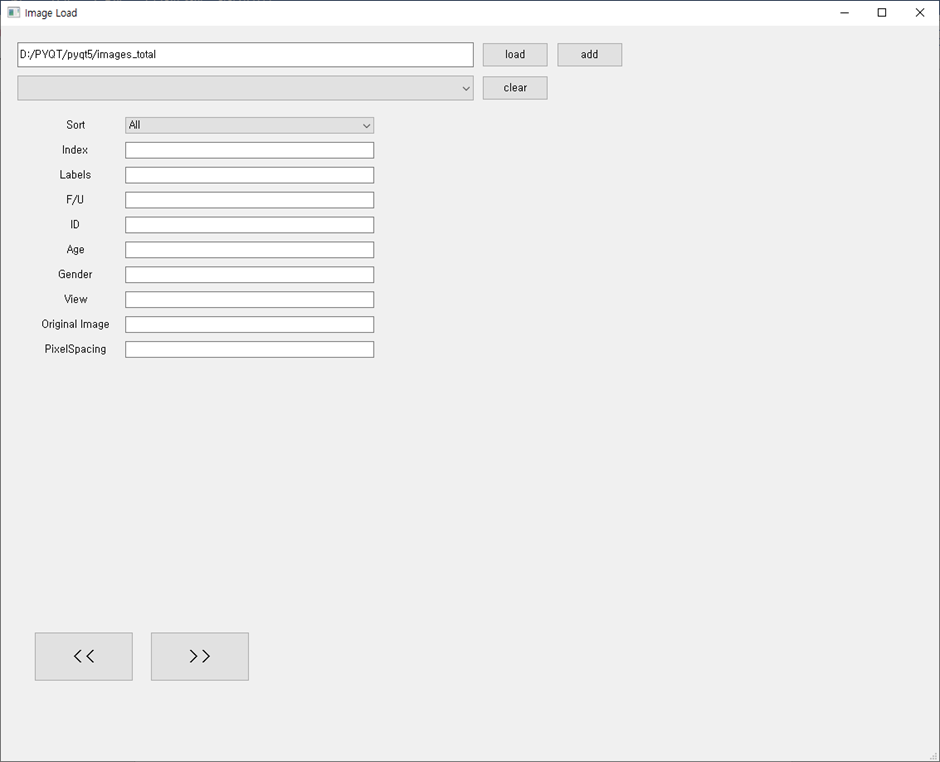 Image Load
D:/PYQT/pyqt5/images_total
load
add
clear
Sort
All
Index
Labels
F/U
ID
Age
Gender
View
Original Image
PixelSpacing
<<
>>